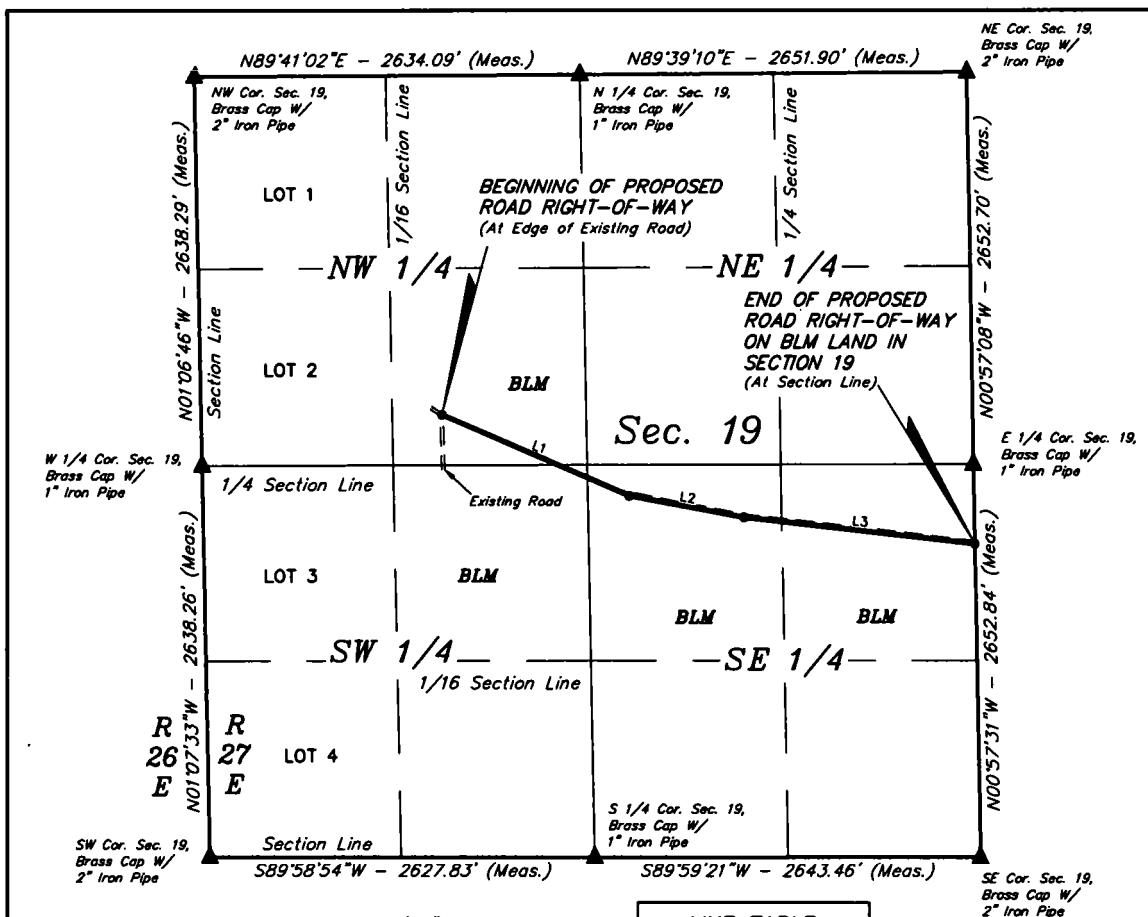 NE Cor. Sec. 19,
Brass Cap W/
2" Iron Pipe
N89°41'02"E - 2634.09' (Meas.)
N89°39'10"E - 2651.90' (Meas.)
NW Cor. Sec. 19,
Brass Cap W/
2" Iron Pipe
N 1/4 Cor. Sec. 19,
Brass Cap W/
1" Iron Pipe
N01°06'46"W - 2638.29' (Meas.)
Section Line
LOT 1
1/16 Section Line
BEGINNING OF PROPOSED
ROAD RIGHT-OF-WAY
(At Edge of Existing Road)
1/4 Section Line
N00°57'08"W - 2652.70' (Meas.)
NW 1/4
NE 1/4
END OF PROPOSED
ROAD RIGHT-OF-WAY
ON BLM LAND IN
SECTION 19
(At Section Line)
LOT 2
BLM
Sec. 19
W 1/4 Cor. Sec. 19,
Brass Cap W/
1" Iron Pipe
E 1/4 Cor. Sec. 19,
Brass Cap W/
1" Iron Pipe
L1
1/4 Section Line
Existing Road
L2
L3
N01°07'33"W - 2638.26' (Meas.)
LOT 3
BLM
BLM
BLM
N00°57'31"W - 2652.84' (Meas.)
SW 1/4
SE 1/4
1/16 Section Line
R R
26 27
E E
LOT 4
SW Cor. Sec. 19,
Brass Cap W/
2" Iron Pipe
Section Line
S 1/4 Cor. Sec. 19,
Brass Cap W/
1" Iron Pipe
S89°58'54"W - 2627.83' (Meas.)
S89°59'21"W - 2643.46' (Meas.)
SE Cor. Sec. 19,
Brass Cap W/
2" Iron Pipe